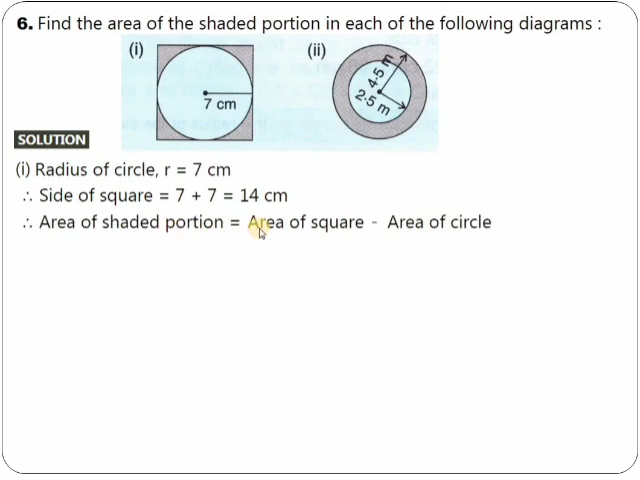 6. Find the area of the shaded portion in each of the following diagrams :
(i)
(ii)
7 cm
4·5 m
2·5 m
SOLUTION
(i) Radius of circle, r = 7 cm
∴ Side of square = 7 + 7 = 14 cm
∴ Area of shaded portion = Area of square - Area of circle